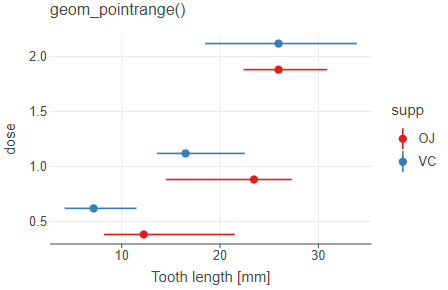 geom_pointrange()
2.0
1.5
1.0
0.5
dose
10 20 30
Tooth length [mm]
supp
OJ
VC